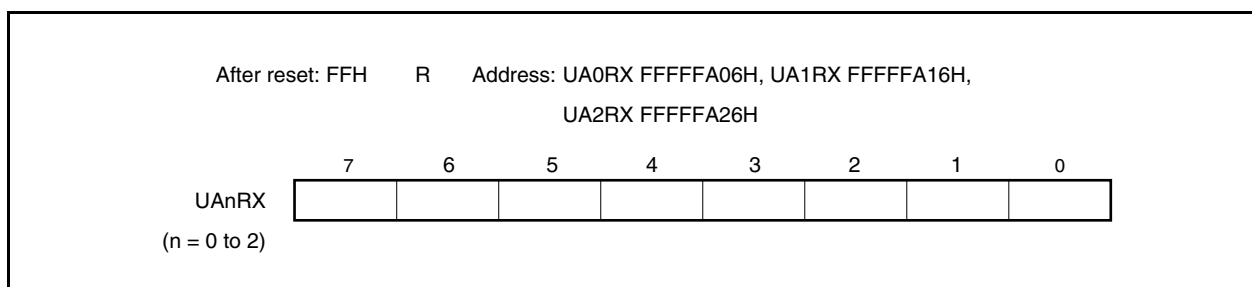 After reset: FFH R Address: UA0RX FFFFFA06H, UA1RX FFFFFA16H,
UA2RX FFFFFA26H
7 6 5 4 3 2 1 0
UAnRX
(n = 0 to 2)